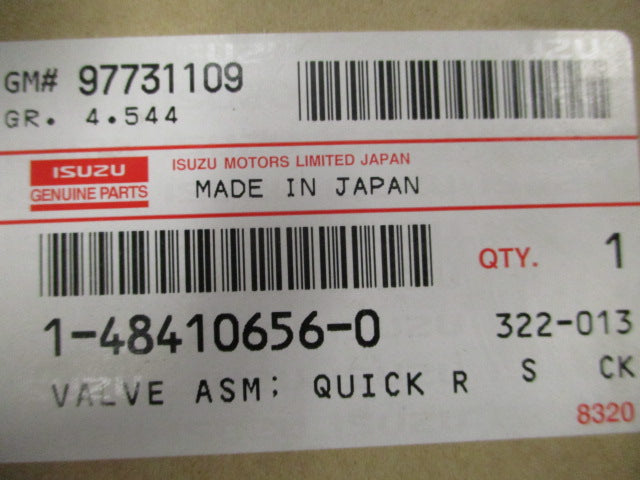 GM# 97731109
GR. 4.544
ISUZU
GENUINE PARTS
ISUZU MOTORS LIMITED JAPAN
MADE IN JAPAN
QTY. 1
1-48410656-0 322-013
VALVE ASM; QUICK R S CK
8320